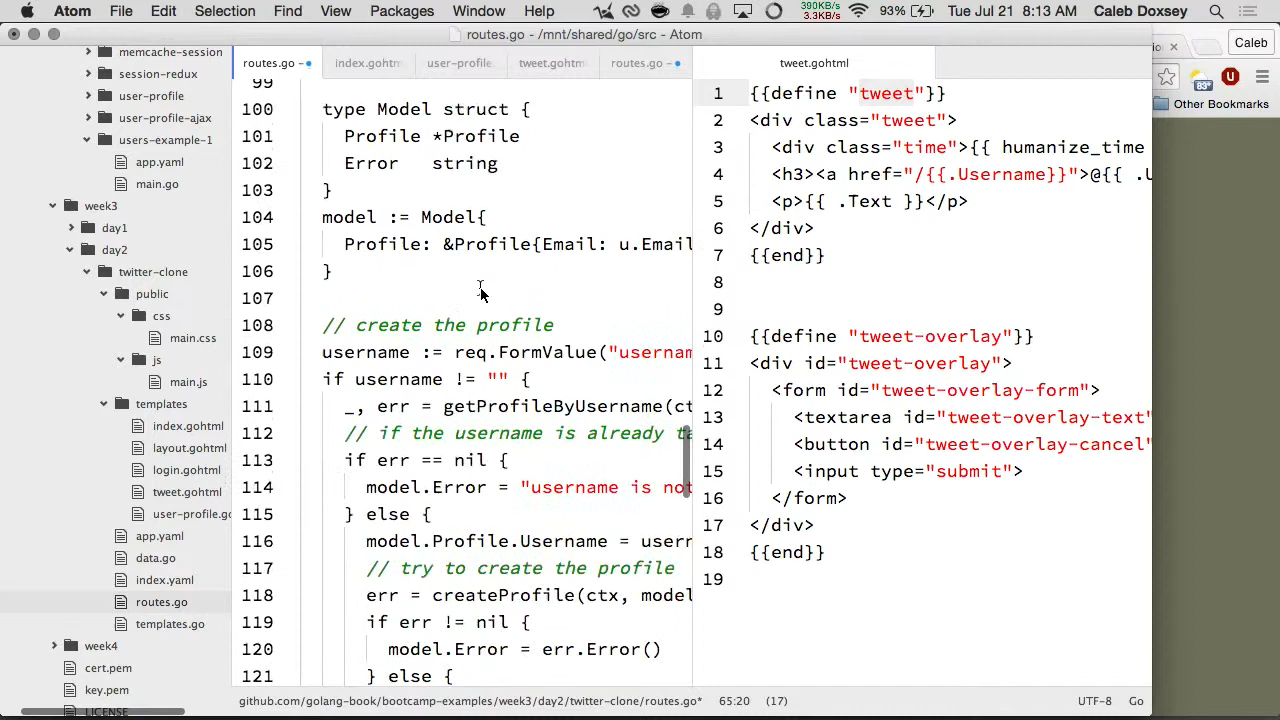 Atom File Edit Selection Find View Packages Window Help 390KB/s 3.3KB/s 93% Tue Jul 21 8:13 AM Caleb Doxsey
routes.go - /mnt/shared/go/src - Atom
memcache-session
session-redux
user-profile
user-profile-ajax
users-example-1
app.yaml
main.go
week3
day1
day2
twitter-clone
public
css
main.css
js
main.js
templates
index.gohtml
layout.gohtml
login.gohtml
tweet.gohtml
user-profile.go
app.yaml
data.go
index.yaml
routes.go
templates.go
week4
cert.pem
key.pem
LICENSE
routes.go – index.gohtm user-profile. tweet.gohtm routes.go –
99
100 type Model struct {
101 Profile *Profile
102 Error string
103 }
104 model := Model{
105 Profile: &Profile{Email: u.Email
106 }
107
108 // create the profile
109 username := req.FormValue("usernam
110 if username != "" {
111 _, err = getProfileByUsername(ct
112 // if the username is already ta
113 if err == nil {
114 model.Error = "username is not
115 } else {
116 model.Profile.Username = usern
117 // try to create the profile
118 err = createProfile(ctx, model
119 if err != nil {
120 model.Error = err.Error()
121 } else {
tweet.gohtml
1 {{define "tweet"}}
2 <div class="tweet">
3 <div class="time">{{ humanize_time
4 <h3><a href="/{{.Username}}">@{{ .U
5 <p>{{ .Text }}</p>
6 </div>
7 {{end}}
8
9
10 {{define "tweet-overlay"}}
11 <div id="tweet-overlay">
12 <form id="tweet-overlay-form">
13 <textarea id="tweet-overlay-text"
14 <button id="tweet-overlay-cancel"
15 <input type="submit">
16 </form>
17 </div>
18 {{end}}
19
github.com/golang-book/bootcamp-examples/week3/day2/twitter-clone/routes.go* 65:20 (17) UTF-8 Go
Caleb
Other Bookmarks